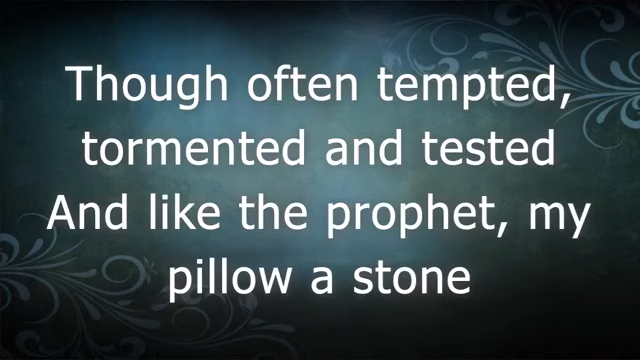 Though often tempted,
tormented and tested
And like the prophet, my
pillow a stone